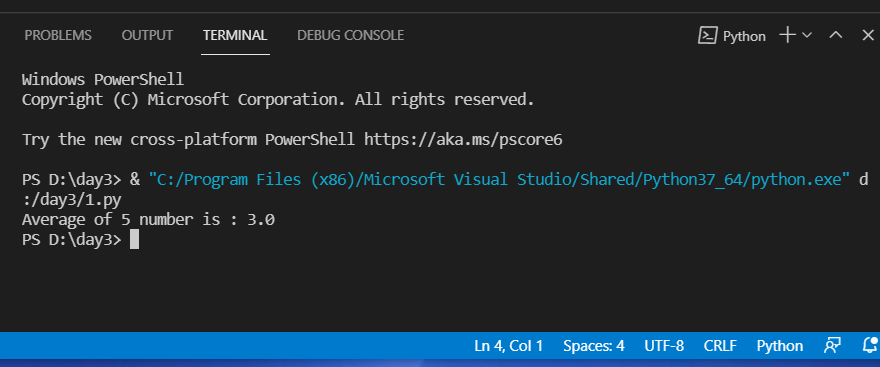 PROBLEMS OUTPUT TERMINAL DEBUG CONSOLE Python
Windows PowerShell
Copyright (C) Microsoft Corporation. All rights reserved.
Try the new cross-platform PowerShell https://aka.ms/pscore6
PS D:\day3> & "C:/Program Files (x86)/Microsoft Visual Studio/Shared/Python37_64/python.exe" d
:/day3/1.py
Average of 5 number is : 3.0
PS D:\day3>
Ln 4, Col 1 Spaces: 4 UTF-8 CRLF Python